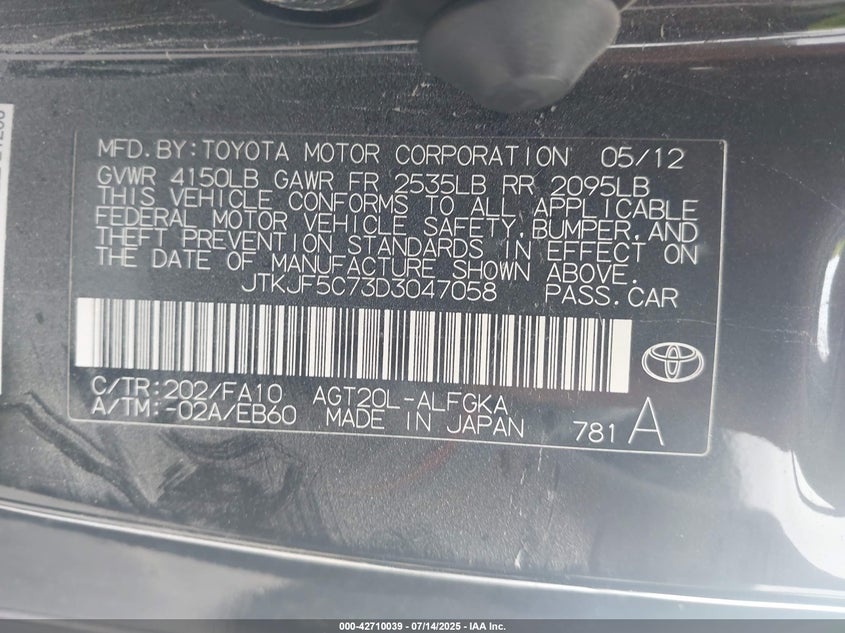 MFD.BY:TOYOTA MOTOR CORPORATION 05/12
GVWR 4150LB GAWR FR 2535LB RR 2095LB
THIS VEHICLE CONFORMS TO ALL APPLICABLE
FEDERAL MOTOR VEHICLE SAFETY,BUMPER,AND
THEFT PREVENTION STANDARDS IN EFFECT ON
THE DATE OF MANUFACTURE SHOWN ABOVE.
JTKJF5C73D3047058 PASS.CAR
C/TR:202/FA10 AGT20L-ALFGKA
A/TM:-02A/EB60 MADE IN JAPAN 781A
000-42710039 | 07/14/2025 - IAA Inc.